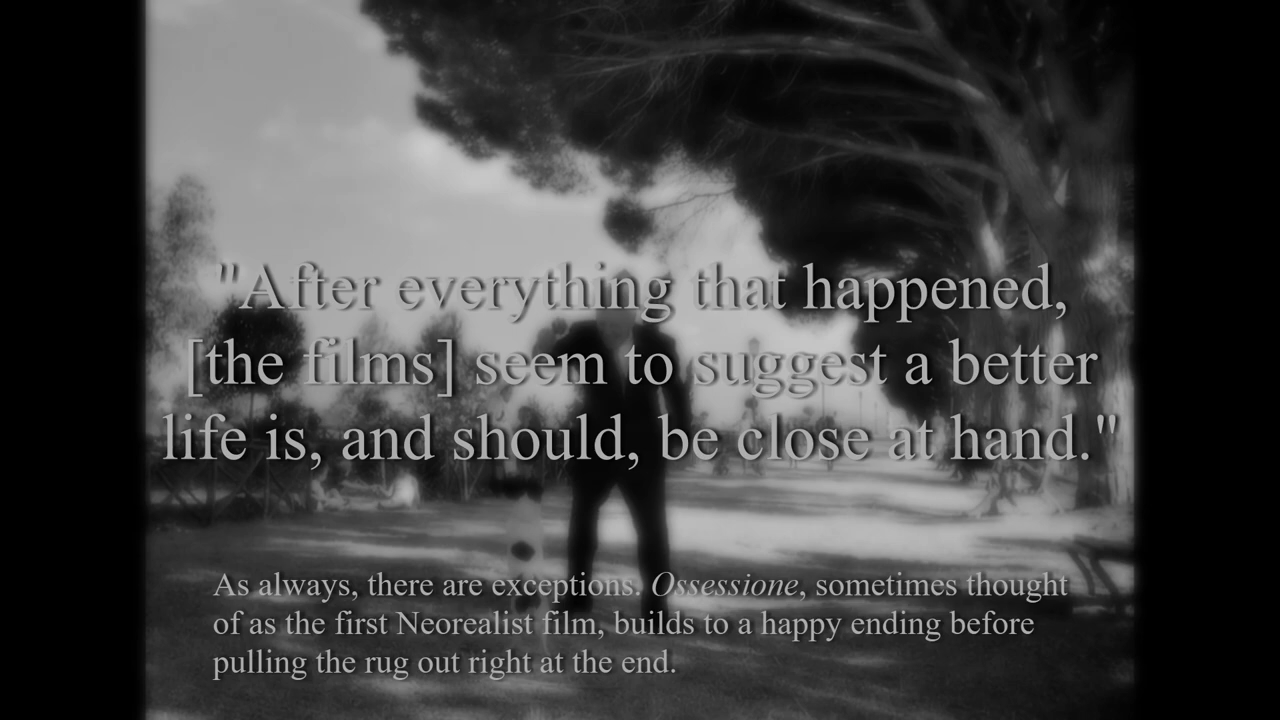 "After everything that happened,
[the films] seem to suggest a better
life is, and should, be close at hand."
As always, there are exceptions. Ossessione, sometimes thought
of as the first Neorealist film, builds to a happy ending before
pulling the rug out right at the end.